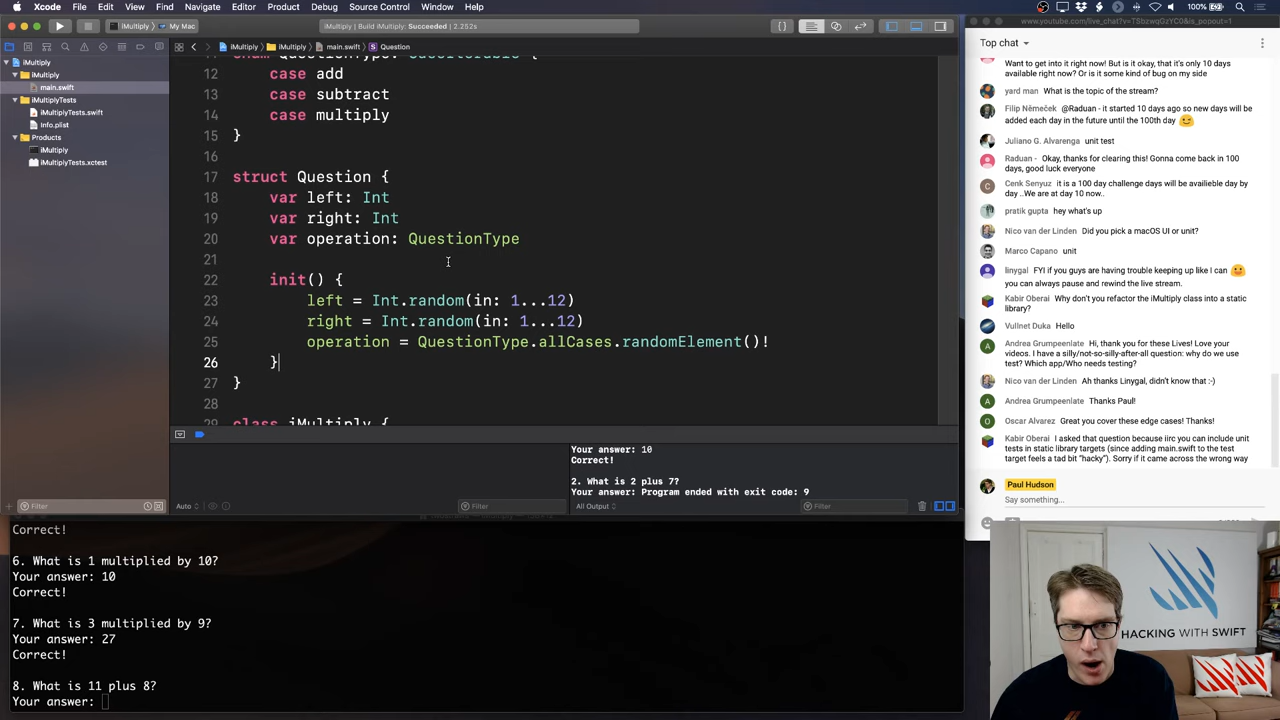 Xcode File Edit View Find Navigate Editor Product Debug Source Control Window Help
iMultiply My Mac
iMultiply | Build iMultiply: Succeeded | 2.252s
www.youtube.com/live_chat?v=TSbzwqGzYC0&is_popout=1
iMultiply iMultiply main.swift S Question
iMultiply
iMultiply
main.swift
iMultiplyTests
iMultiplyTests.swift
Info.plist
Products
iMultiply
iMultiplyTests.xctest
12 case add
13 case subtract
14 case multiply
15 }
16
17 struct Question {
18 var left: Int
19 var right: Int
20 var operation: QuestionType
21
22 init() {
23 left = Int.random(in: 1...12)
24 right = Int.random(in: 1...12)
25 operation = QuestionType.allCases.randomElement()!
26 }
27 }
28
29 class iMultiply {
Your answer: 10
Correct!
2. What is 2 plus 7?
Your answer: Program ended with exit code: 9
Filter
Auto
Filter
All Output
Filter
Correct!
6. What is 1 multiplied by 10?
Your answer: 10
Correct!
7. What is 3 multiplied by 9?
Your answer: 27
Correct!
8. What is 11 plus 8?
Your answer:
Top chat
Want to get into it right now! But is it okay, that it's only 10 days
available right now? Or is it some kind of bug on my side
yard man What is the topic of the stream?
Filip Němeček @Raduan - it started 10 days ago so new days will be
added each day in the future until the 100th day
Juliano G. Alvarenga unit test
Raduan - Okay, thanks for clearing this! Gonna come back in 100
days, good luck everyone
C Cenk Senyuz it is a 100 day challenge days will be availieble day by
day ..We are at day 10 now..
pratik gupta hey what's up
Nico van der Linden Did you pick a macOS UI or unit?
Marco Capano unit
linygal FYI if you guys are having trouble keeping up like I can
you can always pause and rewind the live stream.
Kabir Oberai Why don't you refactor the iMultiply class into a static
library?
Vullnet Duka Hello
A Andrea Grumpeenlate Hi, thank you for these Lives! Love your
videos. I have a silly/not-so-silly-after-all question: why do we use
test? Which app/Who needs testing?
Nico van der Linden Ah thanks Linygal, didn't know that :-)
A Andrea Grumpeenlate Thanks Paul!
O Oscar Alvarez Great you cover these edge cases! Thanks!
Kabir Oberai I asked that question because iirc you can include unit
tests in static library targets (since adding main.swift to the test
target feels a tad bit "hacky"). Sorry if it came across the wrong way
Paul Hudson
Say something...
HACKING WITH SWIFT